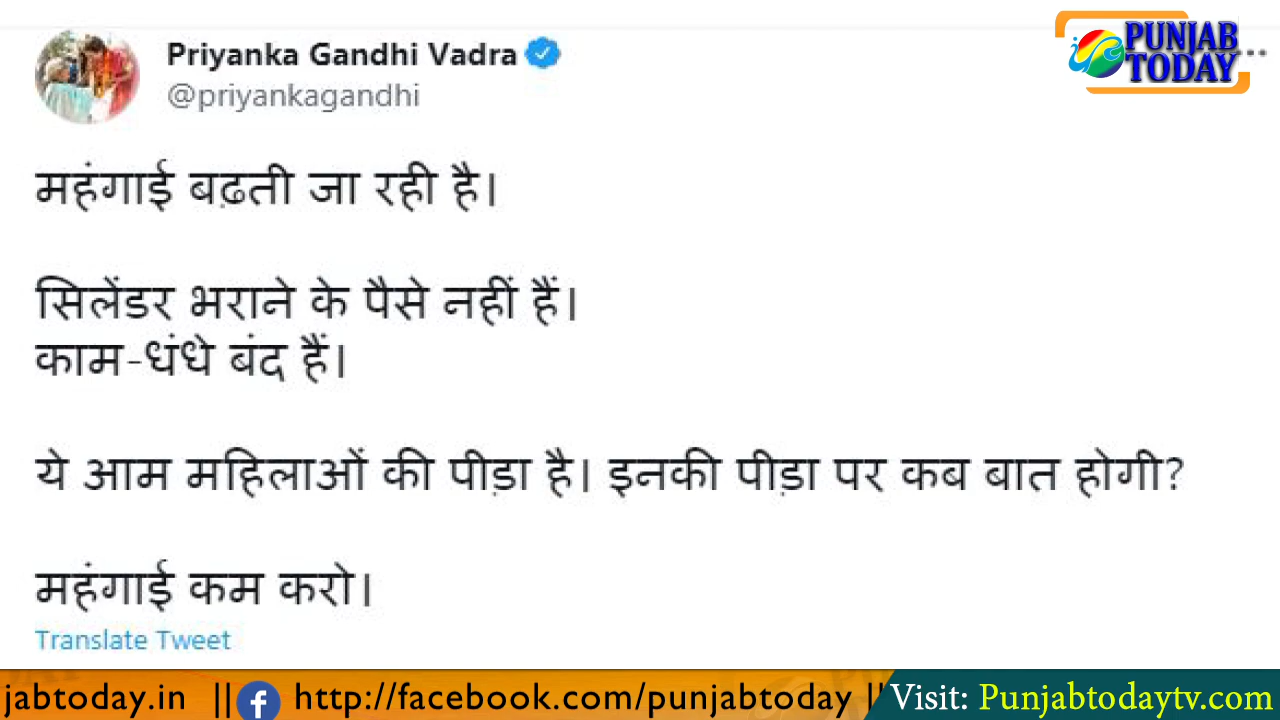 Priyanka Gandhi Vadra
@priyankagandhi
PUNJAB
TODAY
महंगाई बढ़ती जा रही है।
सिलेंडर भराने के पैसे नहीं हैं।
काम-धंधे बंद हैं।
ये आम महिलाओं की पीड़ा है। इनकी पीड़ा पर कब बात होगी?
महंगाई कम करो।
Translate Tweet
jabtoday.in || f http://facebook.com/punjabtoday || Visit: Punjabtodaytv.com